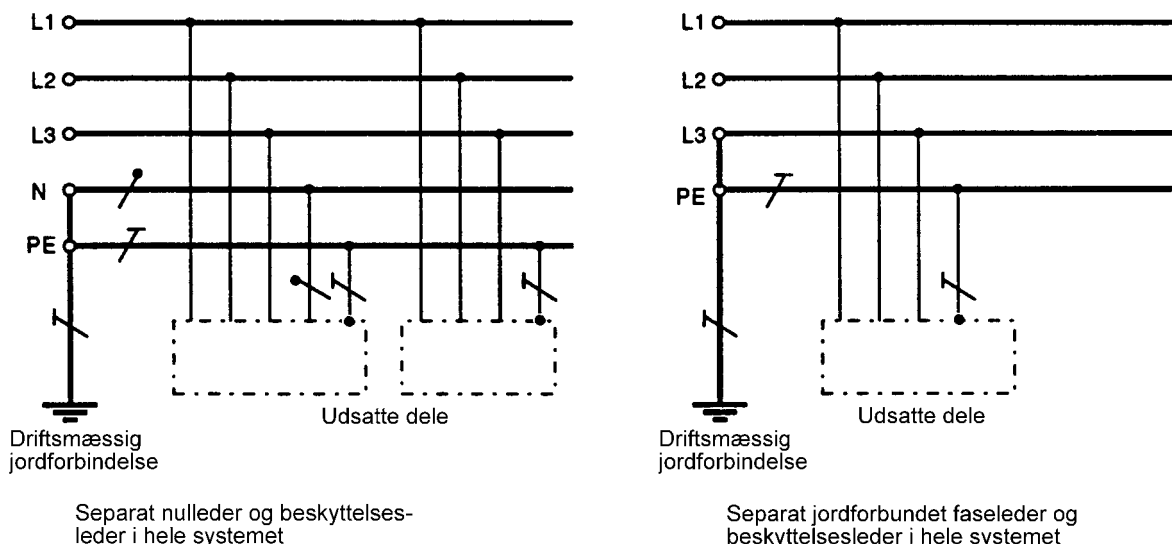 L1
L2
L3
N
PE
Udsatte dele
Driftsmæssig
jordforbindelse
Separat nulleder og beskyttelses-
leder i hele systemet
L1
L2
L3
PE
Udsatte dele
Driftsmæssig
jordforbindelse
Separat jordforbundet faseleder og
beskyttelsesleder i hele systemet